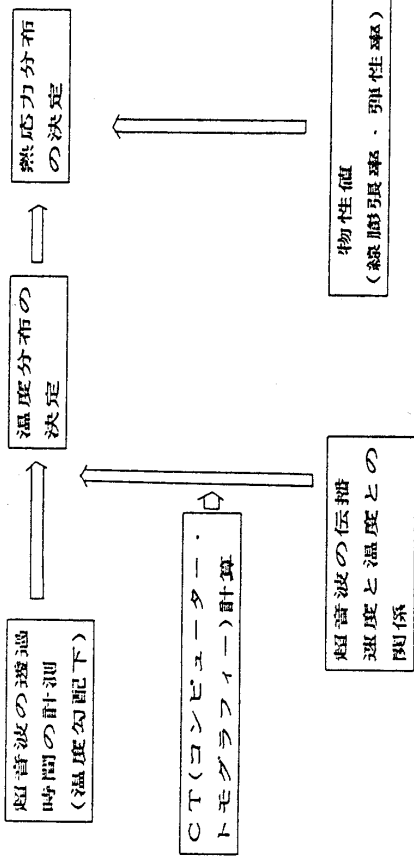 超音波の透過
時間の計測
(温度勾配下)
温度分布の
決定
熱応力分布
の決定
CT(コンピューター・
トモグラフィー)計算
超音波の伝播
速度と温度との
関係
物性値
(線膨張率・弾性率)